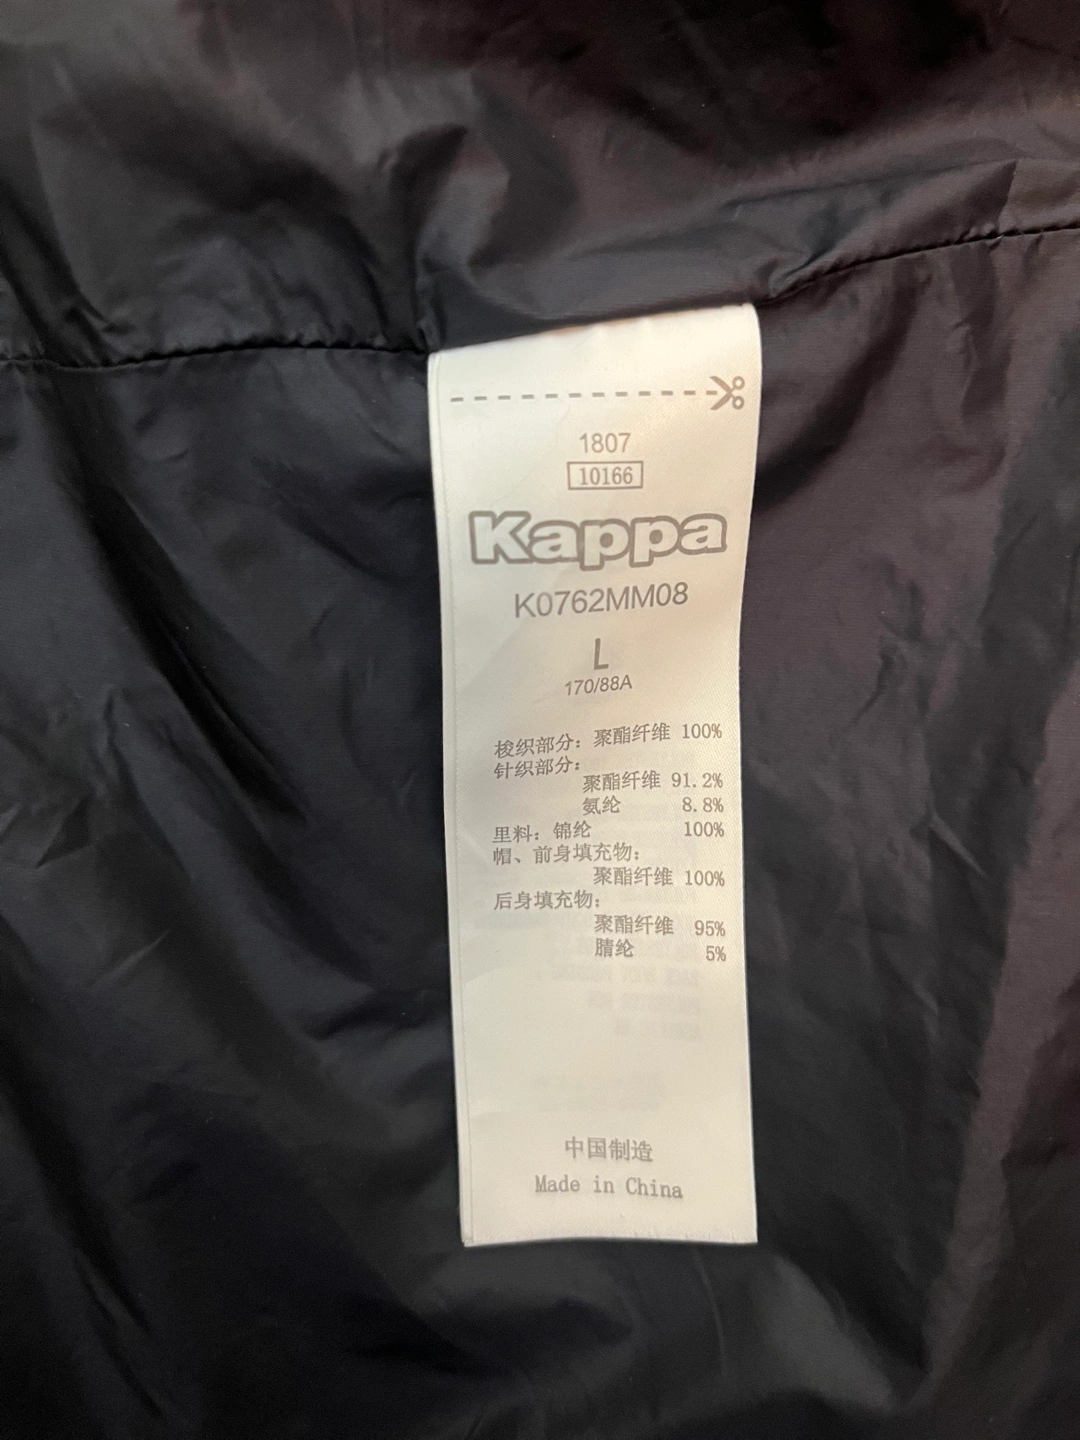 1807
10166
Kappa
K0762MM08
L
170/88A
梭织部分：聚酯纤维 100%
针织部分：
聚酯纤维 91.2%
氨纶 8.8%
里料：锦纶 100%
帽、前身填充物：
聚酯纤维 100%
后身填充物：
聚酯纤维 95%
腈纶 5%
中国制造
Made in China